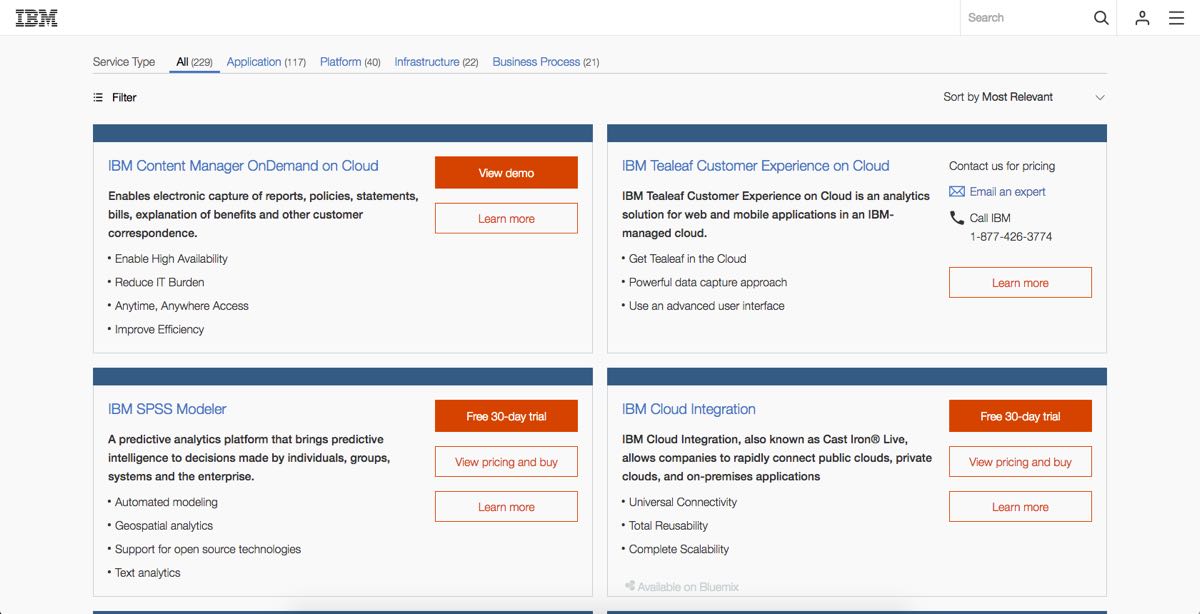 IBM
Search
Service Type All (229) Application (117) Platform (40) Infrastructure (22) Business Process (21)
Filter
Sort by Most Relevant
IBM Content Manager OnDemand on Cloud
Enables electronic capture of reports, policies, statements,
bills, explanation of benefits and other customer
correspondence.
• Enable High Availability
• Reduce IT Burden
• Anytime, Anywhere Access
• Improve Efficiency
View demo
Learn more
IBM Tealeaf Customer Experience on Cloud
IBM Tealeaf Customer Experience on Cloud is an analytics
solution for web and mobile applications in an IBM-
managed cloud.
• Get Tealeaf in the Cloud
• Powerful data capture approach
• Use an advanced user interface
Contact us for pricing
Email an expert
Call IBM
1-877-426-3774
Learn more
IBM SPSS Modeler
A predictive analytics platform that brings predictive
intelligence to decisions made by individuals, groups,
systems and the enterprise.
• Automated modeling
• Geospatial analytics
• Support for open source technologies
• Text analytics
Free 30-day trial
View pricing and buy
Learn more
IBM Cloud Integration
IBM Cloud Integration, also known as Cast Iron® Live,
allows companies to rapidly connect public clouds, private
clouds, and on-premises applications
• Universal Connectivity
• Total Reusability
• Complete Scalability
Available on Bluemix
Free 30-day trial
View pricing and buy
Learn more